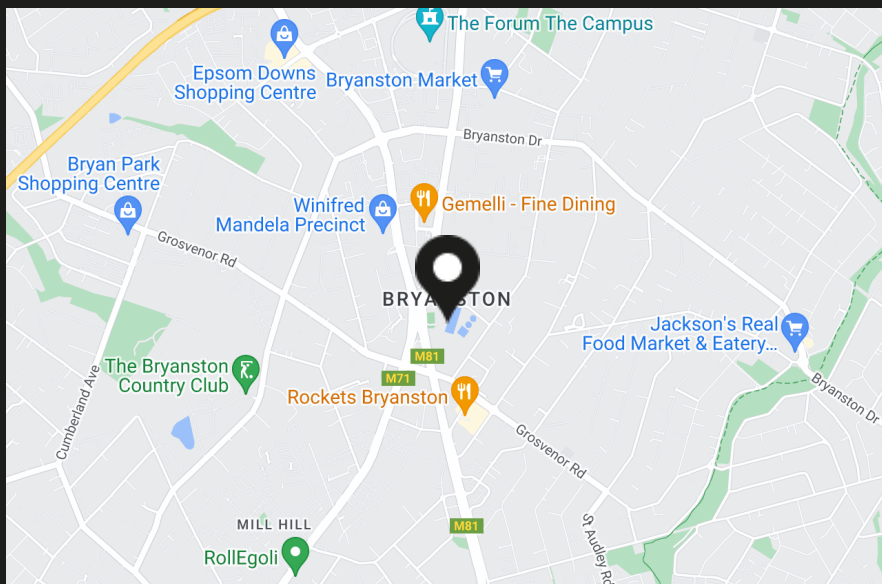 The Forum The Campus
Epsom Downs
Shopping Centre
Bryanston Market
Bryanston Dr
Bryan Park
Shopping Centre
Winifred
Mandela Precinct
Gemelli - Fine Dining
Grosvenor Rd
BRYANSTON
Jackson's Real
Food Market & Eatery...
M81
The Bryanston
Country Club
M71
Rockets Bryanston
Bryanston Dr
Cumberland Ave
Grosvenor Rd
MILL HILL
M81
St Audley Rd
RollEgoli